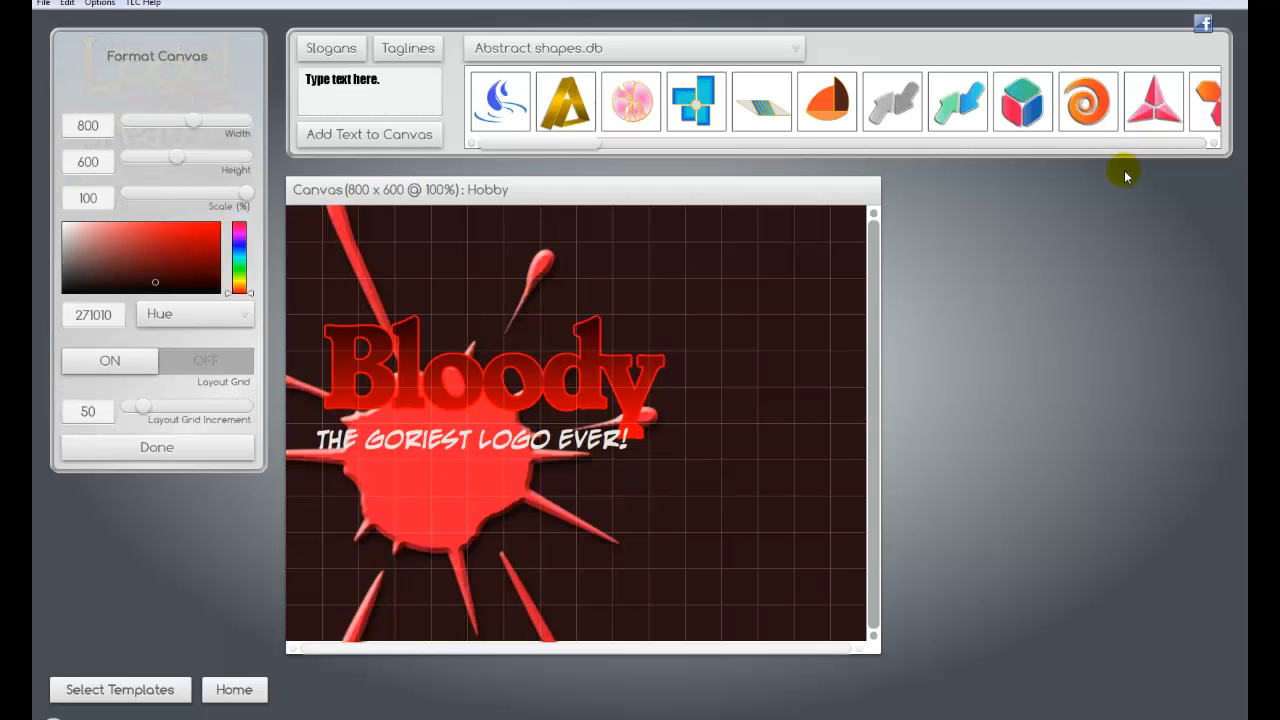 File Edit Options TLC Help
Format Canvas
800
Width
600
Height
100
Scale (%)
271010
Hue
ON OFF
Layout Grid
50
Layout Grid Increment
Done
Slogans Taglines Abstract shapes.db
Type text here.
Add Text to Canvas
f
Canvas(800 x 600 @ 100%) : Hobby
Bloody
THE GORIEST LOGO EVER!
Select Templates Home